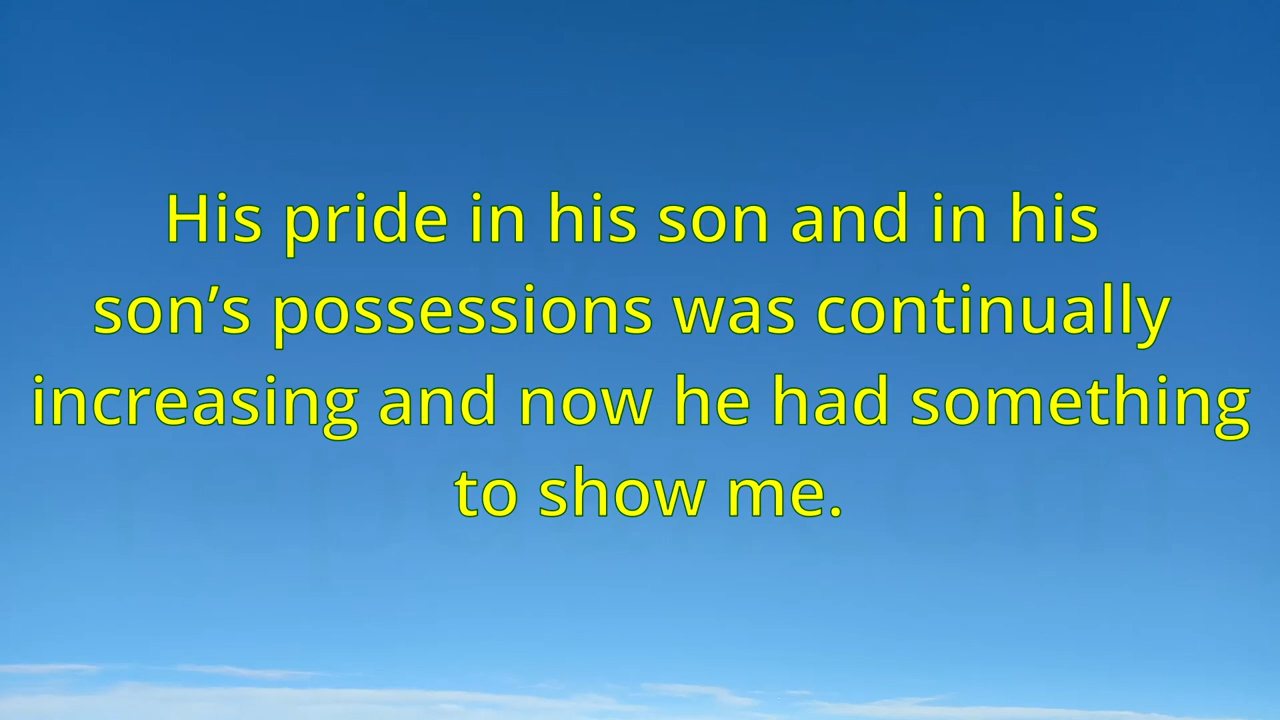 His pride in his son and in his
son’s possessions was continually
increasing and now he had something
to show me.